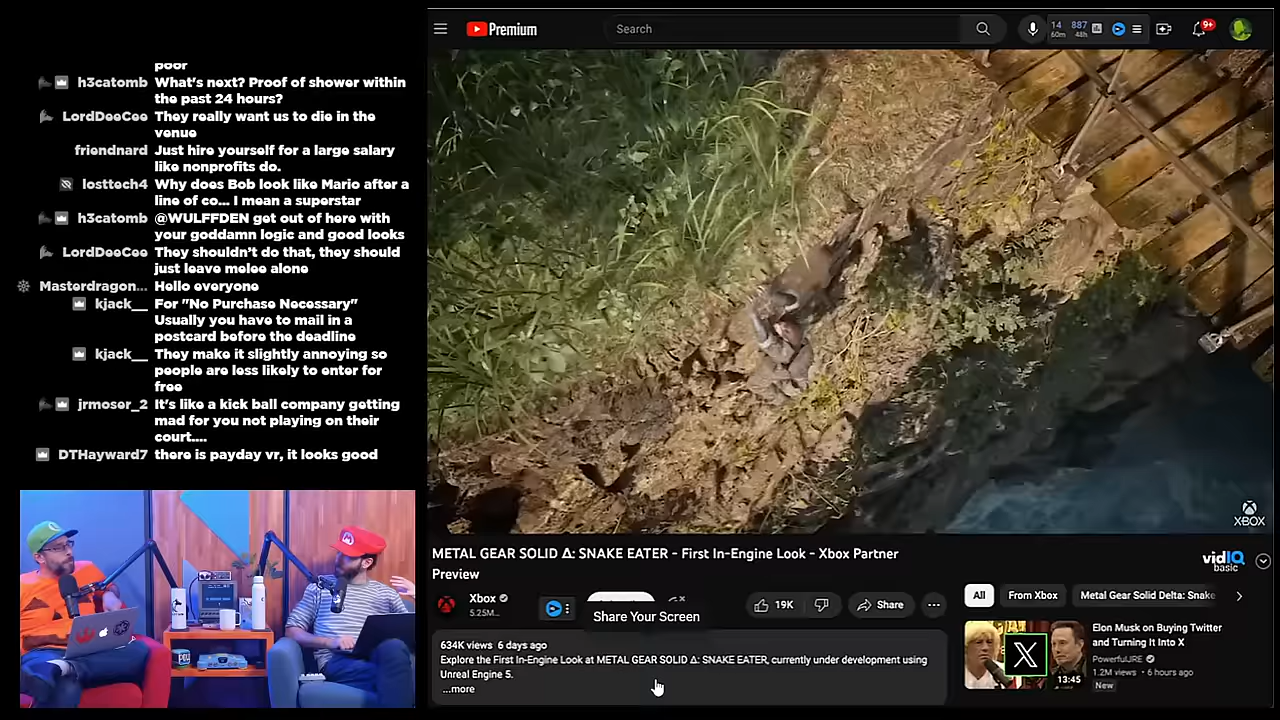 poor
h3catomb What's next? Proof of shower within
the past 24 hours?
LordDeeCee They really want us to die in the
venue
friendnard Just hire yourself for a large salary
like nonprofits do.
losttech4 Why does Bob look like Mario after a
line of co... I mean a superstar
h3catomb @WULFFDEN get out of here with
your goddamn logic and good looks
LordDeeCee They shouldn't do that, they should
just leave melee alone
Masterdragon... Hello everyone
kjack__ For "No Purchase Necessary"
Usually you have to mail in a
postcard before the deadline
kjack__ They make it slightly annoying so
people are less likely to enter for
free
jrmoser_2 It's like a kick ball company getting
mad for you not playing on their
court....
DTHayward7 there is payday vr, it looks good
Premium
Search
14 60m 887 48h
9+
XBOX
METAL GEAR SOLID Δ: SNAKE EATER - First In-Engine Look - Xbox Partner
Preview
vidIQ
basic
Xbox
5.25M...
Share Your Screen
19K
Share
634K views 6 days ago
Explore the First In-Engine Look at METAL GEAR SOLID Δ: SNAKE EATER, currently under development using
Unreal Engine 5.
...more
All From Xbox Metal Gear Solid Delta: Snake
Elon Musk on Buying Twitter
and Turning It Into X
PowerfulJRE
1.2M views • 6 hours ago
New
X
13:45
M